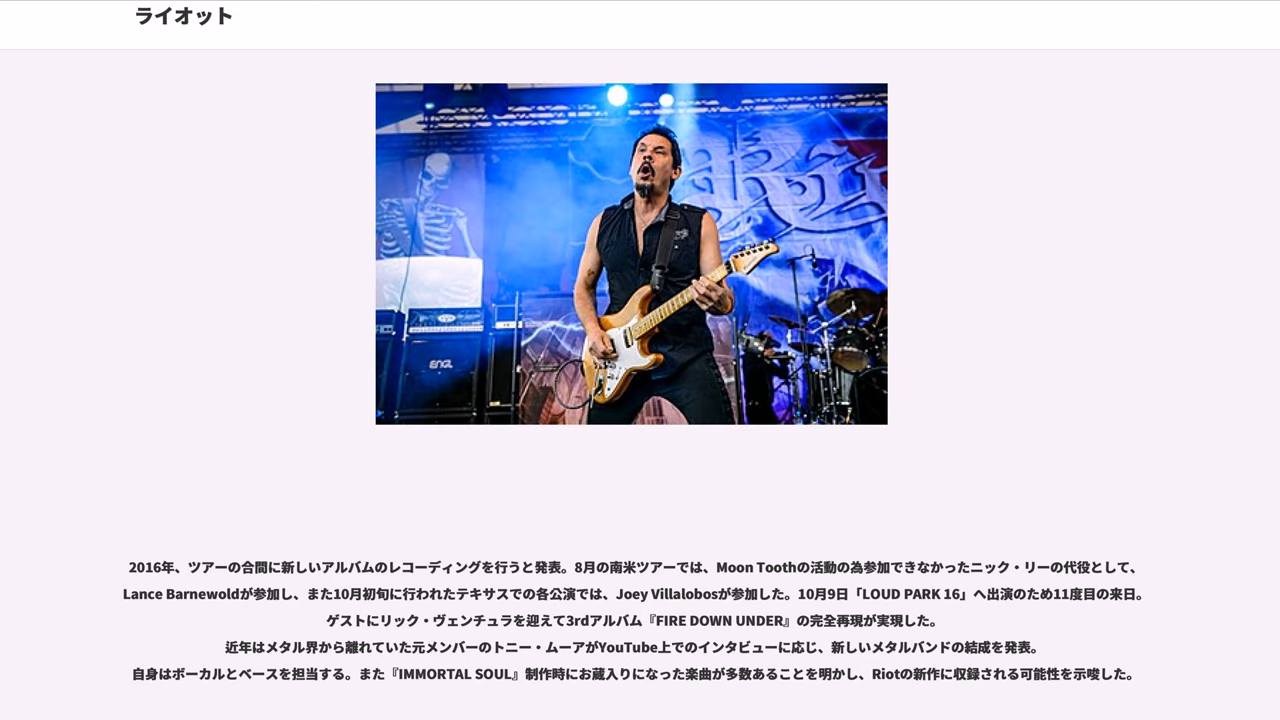 ライオット
ENGL
2016年、ツアーの合間に新しいアルバムのレコーディングを行うと発表。8月の南米ツアーでは、Moon Toothの活動の為参加できなかったニック・リーの代役として、
Lance Barnewoldが参加し、また10月初旬に行われたテキサスでの各公演では、Joey Villalobosが参加した。10月9日「LOUD PARK 16」へ出演のため11度目の来日。
ゲストにリック・ヴェンチュラを迎えて3rdアルバム『FIRE DOWN UNDER』の完全再現が実現した。
近年はメタル界から離れていた元メンバーのトニー・ムーアがYouTube上でのインタビューに応じ、新しいメタルバンドの結成を発表。
自身はボーカルとベースを担当する。また『IMMORTAL SOUL』制作時にお蔵入りになった楽曲が多数あることを明かし、Riotの新作に収録される可能性を示唆した。